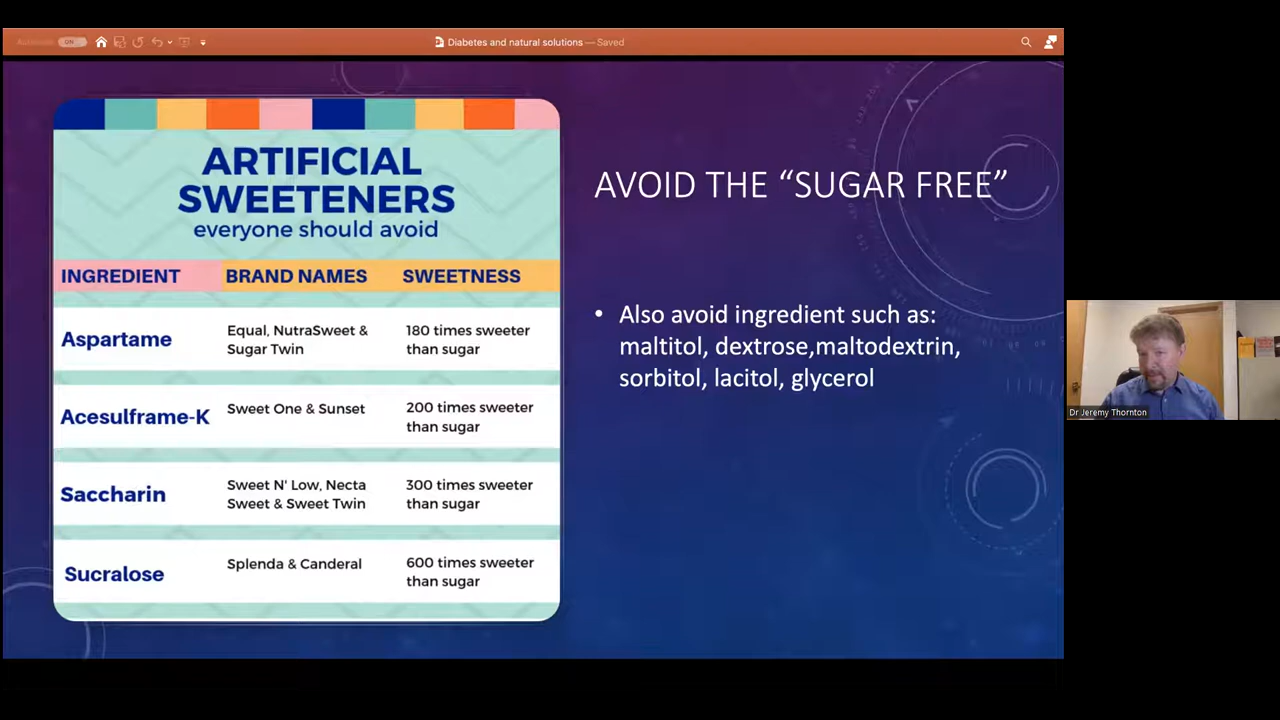 ON
Diabetes and natural solutions — Saved
ARTIFICIAL
SWEETENERS
everyone should avoid
INGREDIENT BRAND NAMES SWEETNESS
Aspartame
Equal, NutraSweet &
Sugar Twin
180 times sweeter
than sugar
Acesulframe-K
Sweet One & Sunset
200 times sweeter
than sugar
Saccharin
Sweet N' Low, Necta
Sweet & Sweet Twin
300 times sweeter
than sugar
Sucralose
Splenda & Canderal
600 times sweeter
than sugar
AVOID THE “SUGAR FREE”
• Also avoid ingredient such as:
maltitol, dextrose,maltodextrin,
sorbitol, lacitol, glycerol
Dr Jeremy Thornton